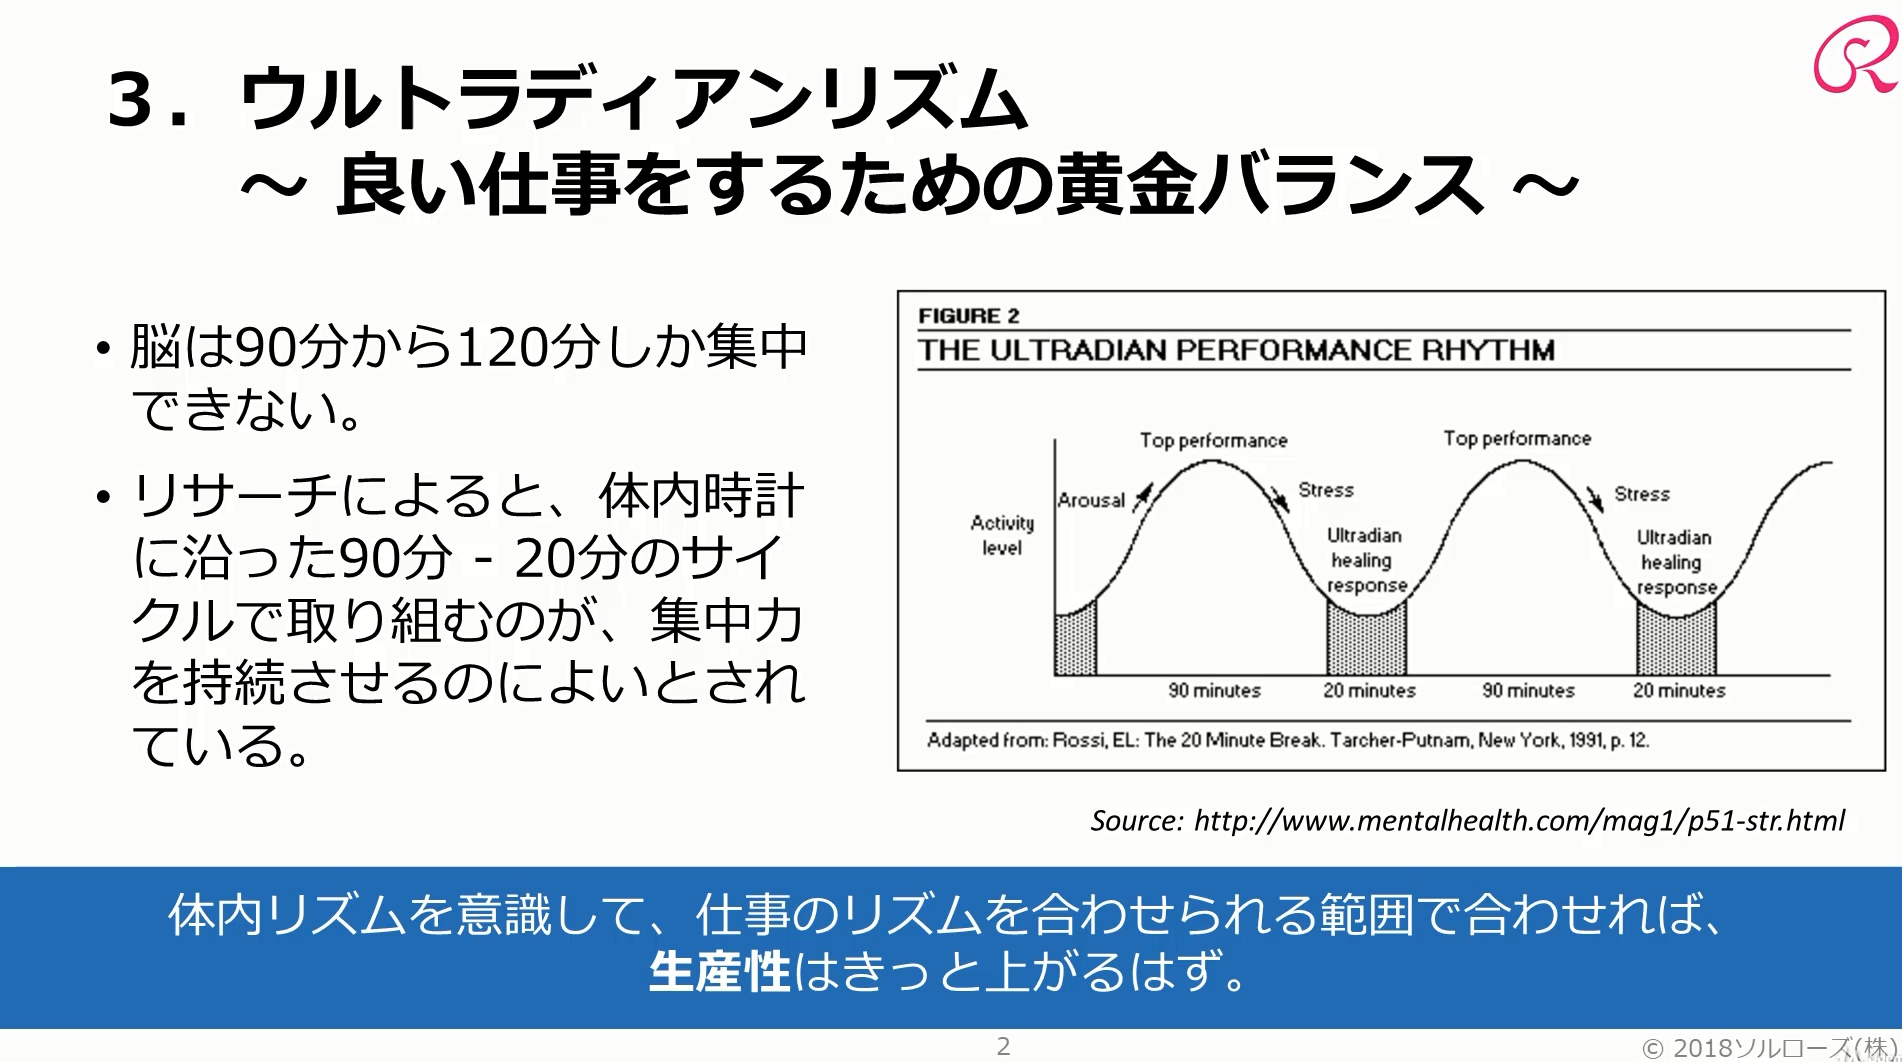 ３．ウルトラディアンリズム
～ 良い仕事をするための黄金バランス ～
• 脳は90分から120分しか集中
できない。
• リサーチによると、体内時計
に沿った90分 - 20分のサイ
クルで取り組むのが、集中力
を持続させるのによいとされ
ている。
FIGURE 2
THE ULTRADIAN PERFORMANCE RHYTHM
Top performance
Top performance
Arousal
Stress
Stress
Activity
level
Ultradian
healing
response
Ultradian
healing
response
90 minutes
20 minutes
90 minutes
20 minutes
Adapted from: Rossi, EL: The 20 Minute Break. Tarcher-Putnam, New York, 1991, p. 12.
Source: http://www.mentalhealth.com/mag1/p51-str.html
体内リズムを意識して、仕事のリズムを合わせられる範囲で合わせれば、
生産性はきっと上がるはず。
2
© 2018ソルローズ(株)